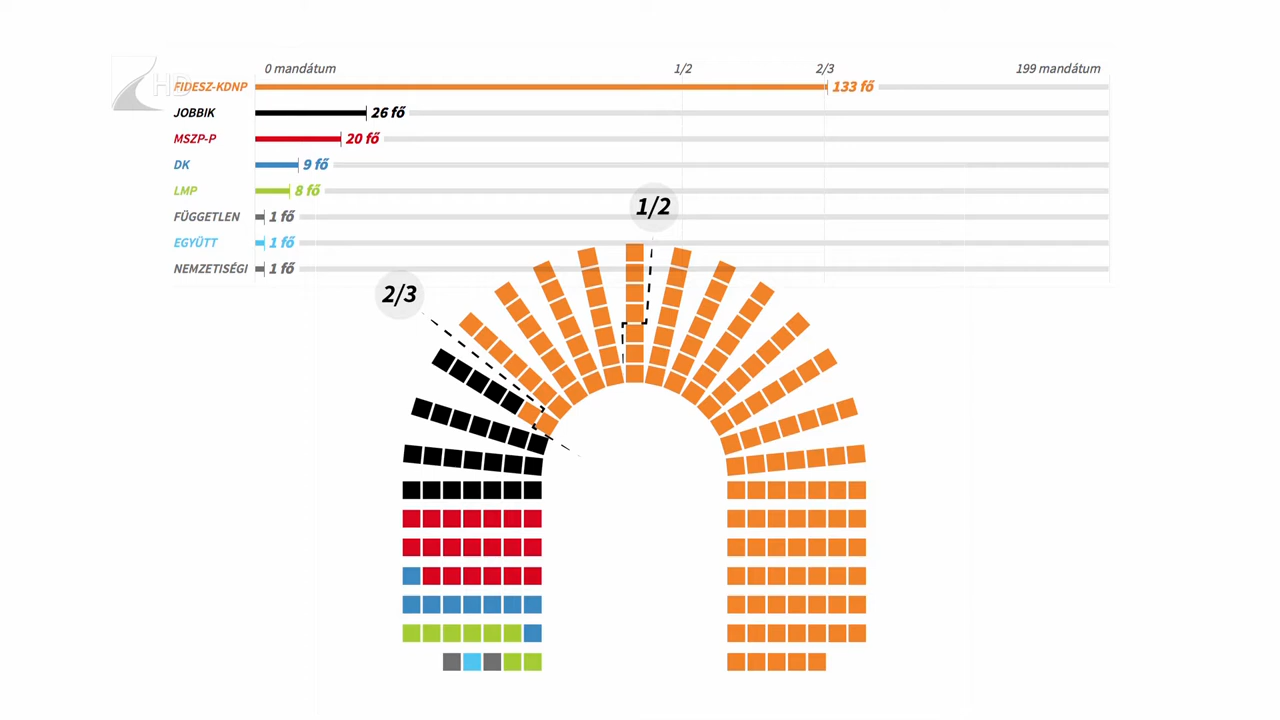 0 mandátum 1/2 2/3 199 mandátum
HD
FIDESZ-KDNP 133 fő
JOBBIK 26 fő
MSZP-P 20 fő
DK 9 fő
LMP 8 fő
FÜGGETLEN 1 fő
EGYÜTT 1 fő
NEMZETISÉGI 1 fő
1/2
2/3